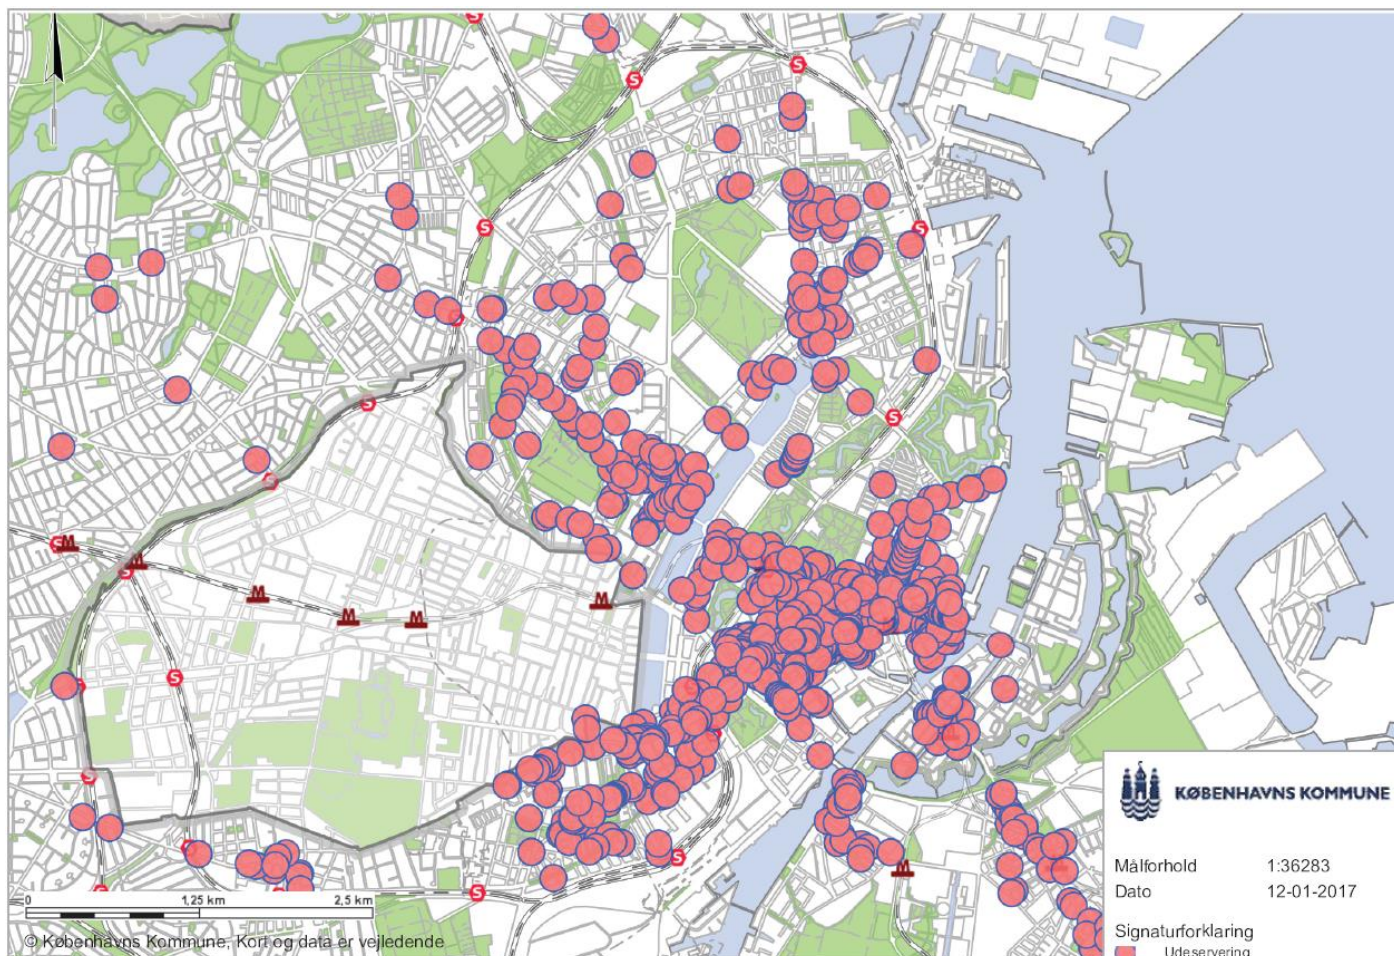 KØBENHAVNS KOMMUNE
Målforhold 1:36283
Dato 12-01-2017
Signaturforklaring
Udeservering
0 1,25 km 2,5 km
© Københavns Kommune, Kort og data er vejledende